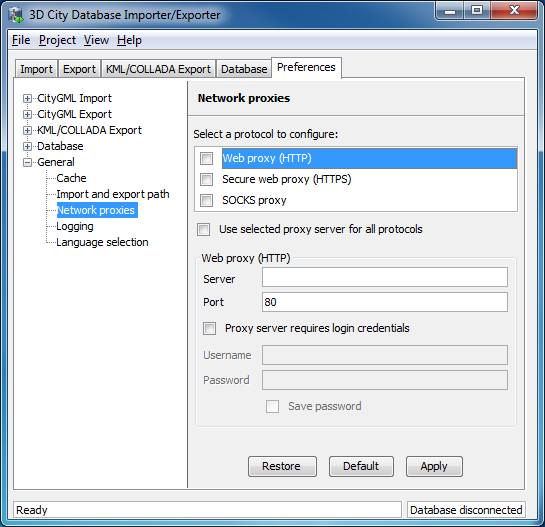 3D City Database Importer/Exporter
File Project View Help
Import Export KML/COLLADA Export Database Preferences
CityGML Import
CityGML Export
KML/COLLADA Export
Database
General
Cache
Import and export path
Network proxies
Logging
Language selection
Network proxies
Select a protocol to configure:
Web proxy (HTTP)
Secure web proxy (HTTPS)
SOCKS proxy
Use selected proxy server for all protocols
Web proxy (HTTP)
Server
Port 80
Proxy server requires login credentials
Username
Password
Save password
Restore Default Apply
Ready Database disconnected